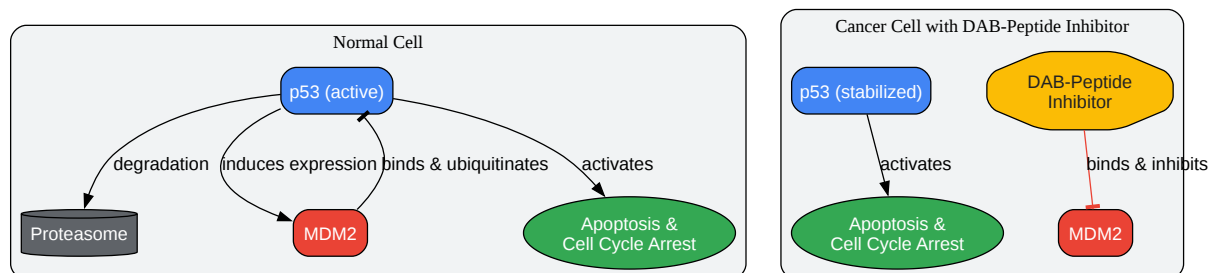 Normal Cell
p53 (active)
degradation
induces expression
binds & ubiquitinates
activates
Proteasome
MDM2
Apoptosis &
Cell Cycle Arrest
Cancer Cell with DAB-Peptide Inhibitor
p53 (stabilized)
DAB-Peptide
Inhibitor
activates
binds & inhibits
Apoptosis &
Cell Cycle Arrest
MDM2